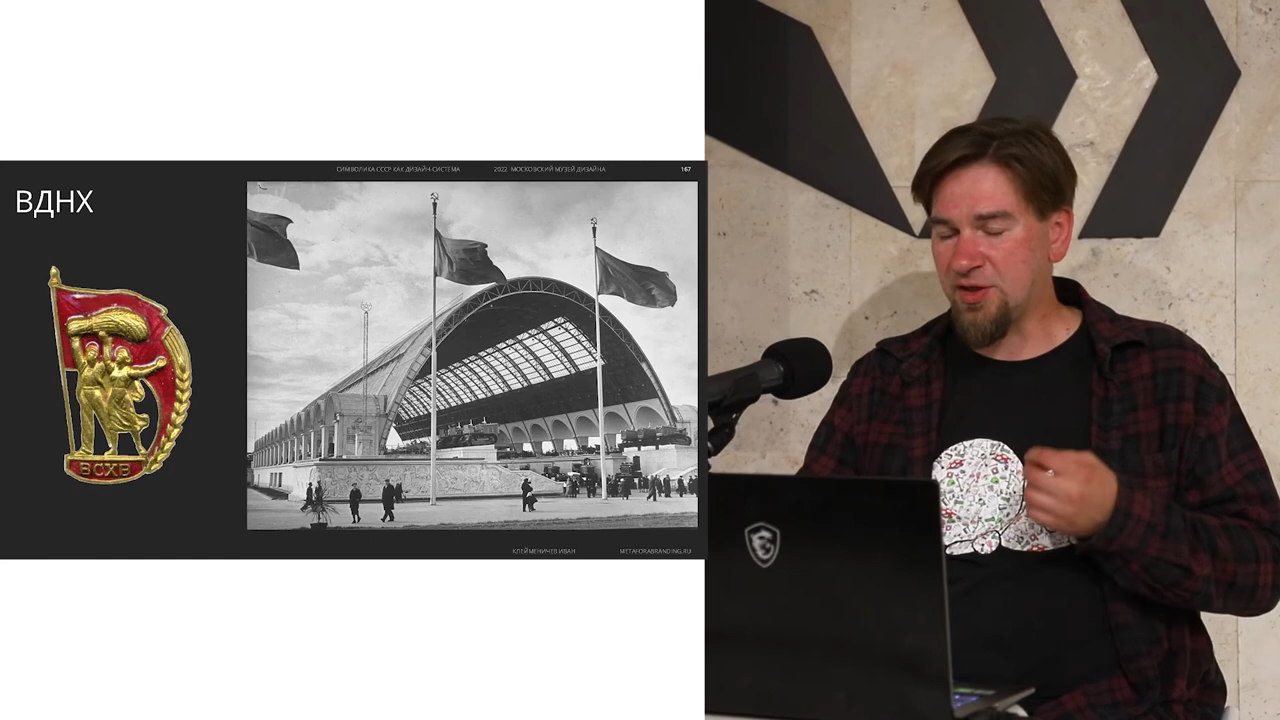 СИМВОЛИКА СССР КАК ДИЗАЙН-СИСТЕМА 2022 МОСКОВСКИЙ МУЗЕЙ ДИЗАЙНА 167
ВДНХ
ВСХВ
КЛЕЙМЕНИЧЕВ ИВАН METAFORABRANDING.RU